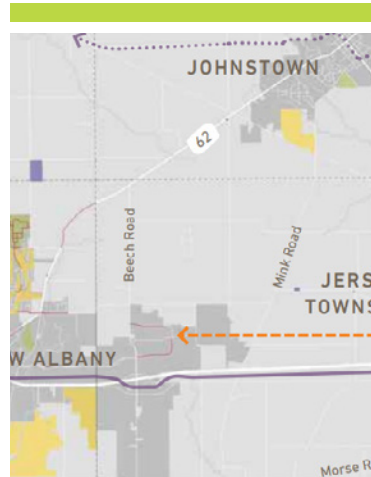 JOHNSTOWN
62
Beech Road
Mink Road
JERS
TOWNS
W ALBANY
Morse R